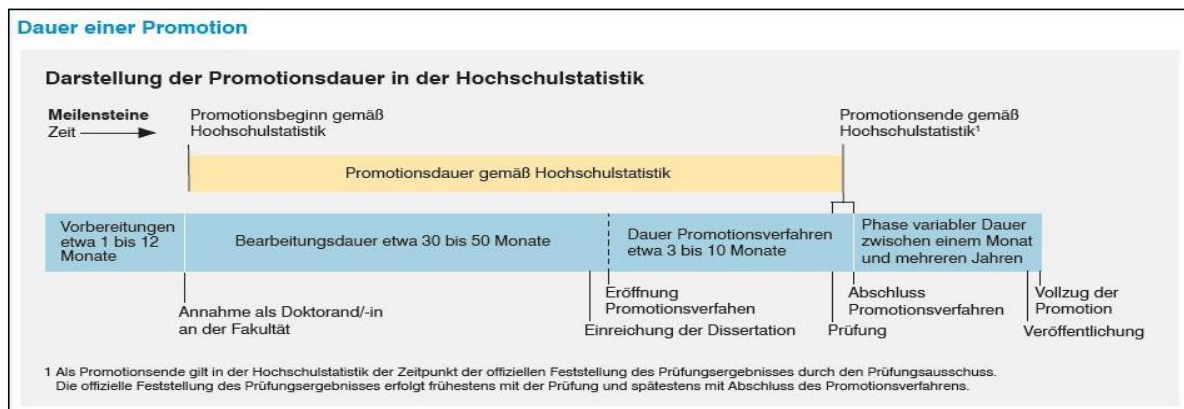 Dauer einer Promotion
Darstellung der Promotionsdauer in der Hochschulstatistik
Meilensteine
Zeit
Promotionsbeginn gemäß
Hochschulstatistik
Promotionsende gemäß
Hochschulstatistik¹
Promotionsdauer gemäß Hochschulstatistik
Vorbereitungen
etwa 1 bis 12
Monate
Bearbeitungsdauer etwa 30 bis 50 Monate
Dauer Promotionsverfahren
etwa 3 bis 10 Monate
Phase variabler Dauer
zwischen einem Monat
und mehreren Jahren
Annahme als Doktorand/-in
an der Fakultät
Eröffnung
Promotionsverfahen
Einreichung der Dissertation
Abschluss
Promotionsverfahren
Prüfung
Vollzug der
Promotion
Veröffentlichung
1 Als Promotionsende gilt in der Hochschulstatistik der Zeitpunkt der offiziellen Feststellung des Prüfungsergebnisses durch den Prüfungsausschuss.
Die offizielle Feststellung des Prüfungsergebnisses erfolgt frühestens mit der Prüfung und spätestens mit Abschluss des Promotionsverfahrens.